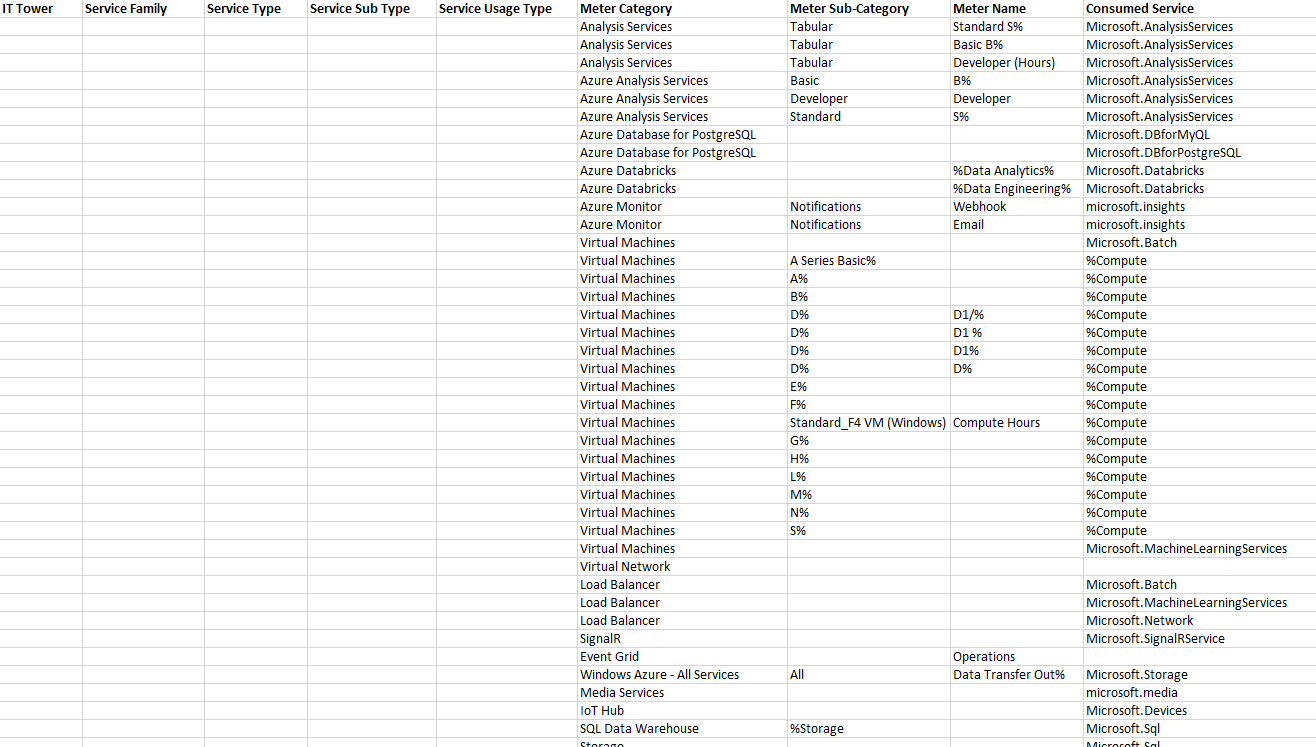 IT Tower Service Family Service Type Service Sub Type Service Usage Type Meter Category Meter Sub-Category Meter Name Consumed Service
Analysis Services Tabular Standard S% Microsoft.AnalysisServices
Analysis Services Tabular Basic B% Microsoft.AnalysisServices
Analysis Services Tabular Developer (Hours) Microsoft.AnalysisServices
Azure Analysis Services Basic B% Microsoft.AnalysisServices
Azure Analysis Services Developer Developer Microsoft.AnalysisServices
Azure Analysis Services Standard S% Microsoft.AnalysisServices
Azure Database for PostgreSQL Microsoft.DBforMyQL
Azure Database for PostgreSQL Microsoft.DBforPostgreSQL
Azure Databricks %Data Analytics% Microsoft.Databricks
Azure Databricks %Data Engineering% Microsoft.Databricks
Azure Monitor Notifications Webhook microsoft.insights
Azure Monitor Notifications Email microsoft.insights
Virtual Machines Microsoft.Batch
Virtual Machines A Series Basic% %Compute
Virtual Machines A% %Compute
Virtual Machines B% %Compute
Virtual Machines D% D1/% %Compute
Virtual Machines D% D1 % %Compute
Virtual Machines D% D1% %Compute
Virtual Machines D% D% %Compute
Virtual Machines E% %Compute
Virtual Machines F% %Compute
Virtual Machines Standard_F4 VM (Windows) Compute Hours %Compute
Virtual Machines G% %Compute
Virtual Machines H% %Compute
Virtual Machines L% %Compute
Virtual Machines M% %Compute
Virtual Machines N% %Compute
Virtual Machines S% %Compute
Virtual Machines Microsoft.MachineLearningServices
Virtual Network
Load Balancer Microsoft.Batch
Load Balancer Microsoft.MachineLearningServices
Load Balancer Microsoft.Network
SignalR Microsoft.SignalRService
Event Grid Operations
Windows Azure - All Services All Data Transfer Out% Microsoft.Storage
Media Services microsoft.media
IoT Hub Microsoft.Devices
SQL Data Warehouse %Storage Microsoft.Sql
Storage Microsoft.Sql